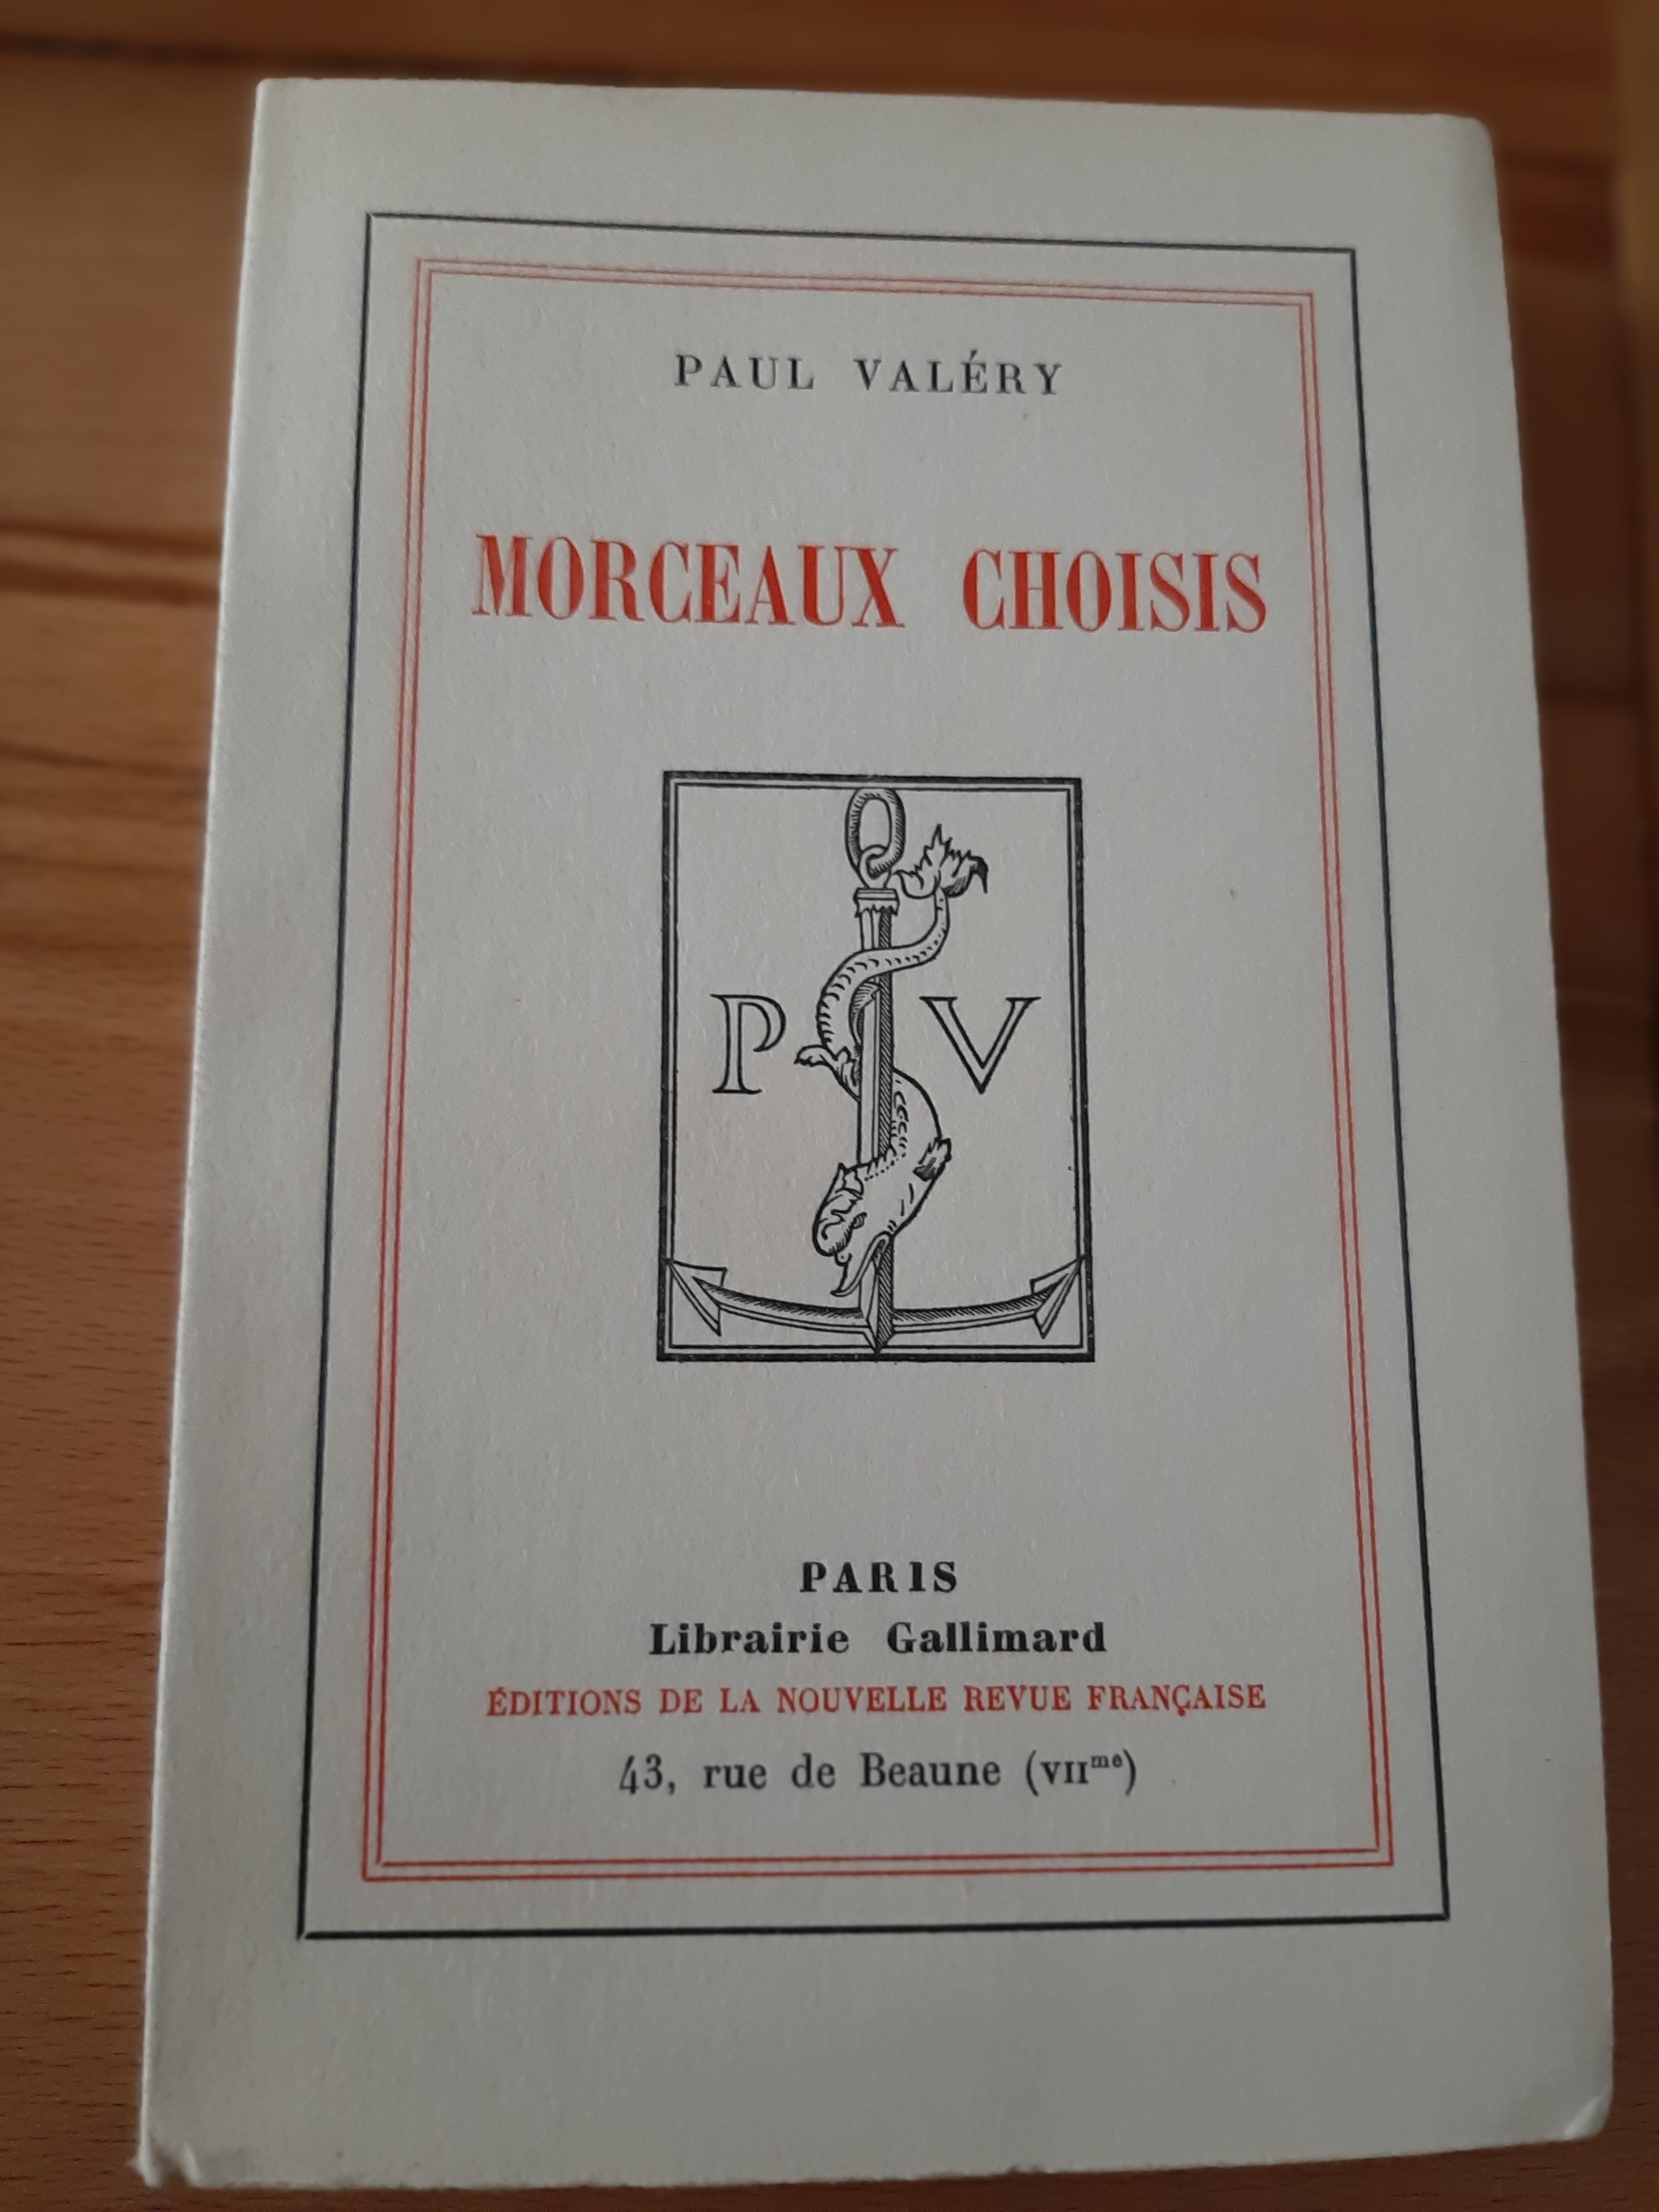 PAUL VALÉRY
MORCEAUX CHOISIS
P V
PARIS
Librairie Gallimard
ÉDITIONS DE LA NOUVELLE REVUE FRANÇAISE
43, rue de Beaune (VIIme)